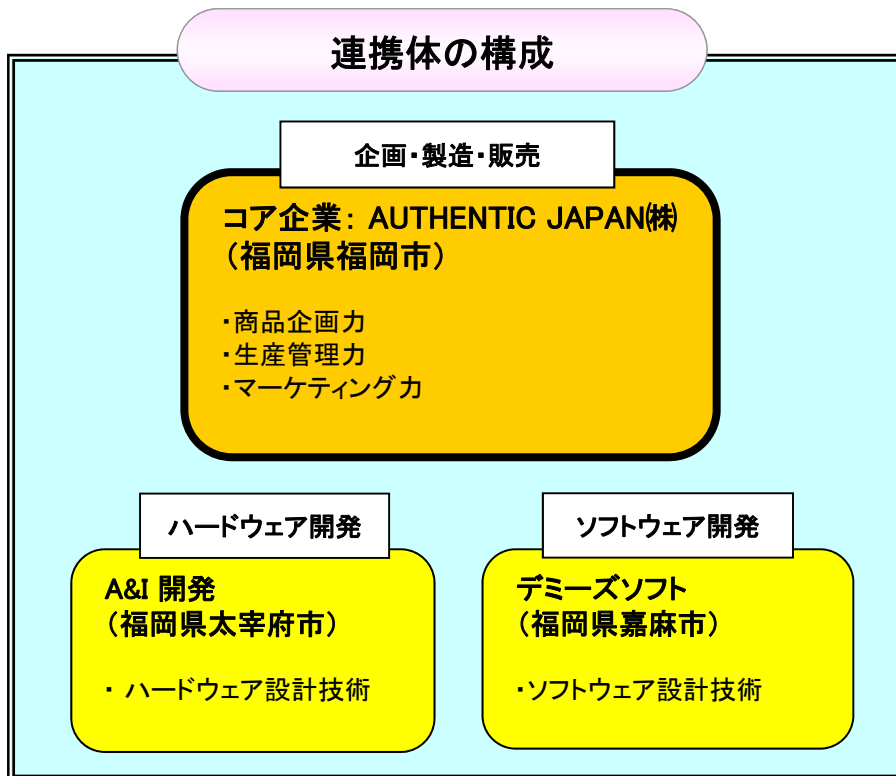 連携体の構成
企画・製造・販売
コア企業： AUTHENTIC JAPAN㈱
（福岡県福岡市）
・商品企画力
・生産管理力
・マーケティング力
ハードウェア開発
A&I 開発
（福岡県太宰府市）
・ ハードウェア設計技術
ソフトウェア開発
デミーズソフト
（福岡県嘉麻市）
・ソフトウェア設計技術